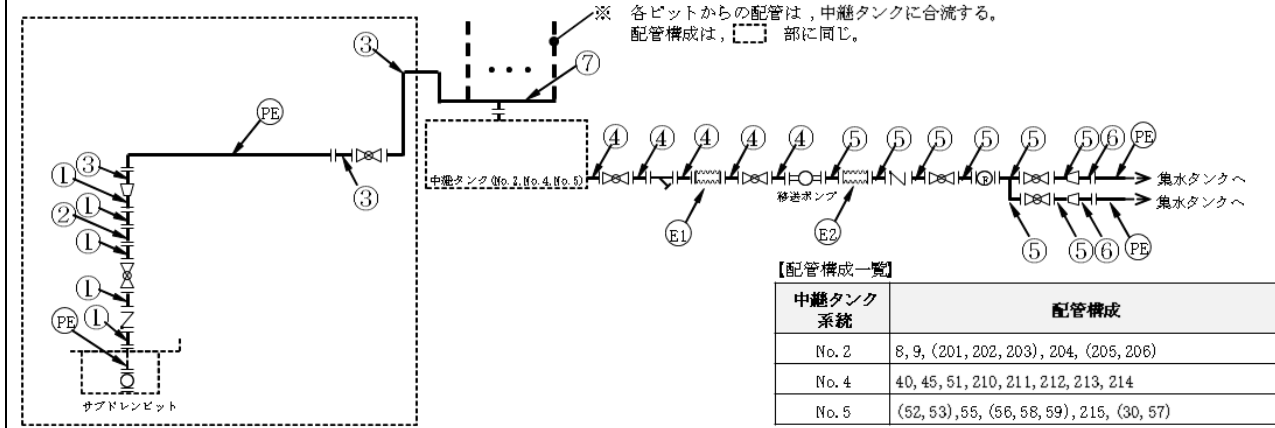 ※ 各ピットからの配管は，中継タンクに合流する。
配管構成は， 部に同じ。
③
⑦
PE
③
①
①
②
①
①
①
PE
サブドレンピット
③
中継タンク(No.2,No.4,No.5)
④ ④ ④ ④ ④ ⑤ ⑤ ⑤ ⑤ ⑤ ⑤ ⑥ PE
R
集水タンクへ
移送ポンプ
集水タンクへ
E1
E2
⑤ ⑤ ⑥ PE
【配管構成一覧】
中継タンク系統 配管構成
No.2 8, 9, (201, 202, 203), 204, (205, 206)
No.4 40, 45, 51, 210, 211, 212, 213, 214
No.5 (52, 53),55, (56, 58, 59), 215, (30, 57)